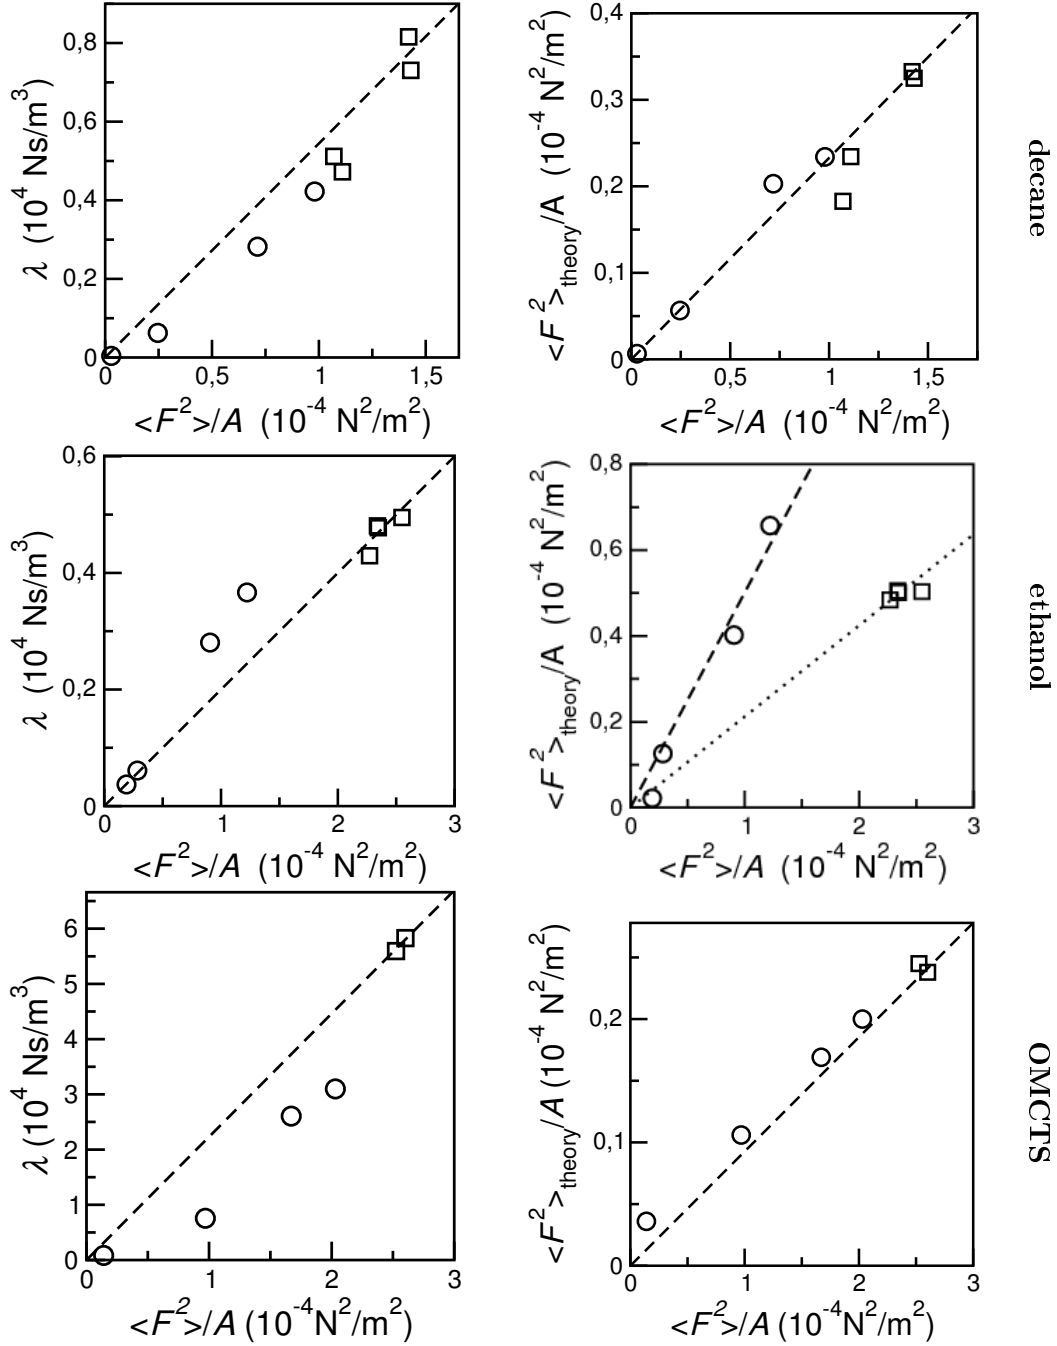 0,8
0,6
0,4
0,2
0
λ (10^4 Ns/m^3)
0 0,5 1 1,5
<F^2>/A (10^-4 N^2/m^2)
0,4
0,3
0,2
0,1
0
<F^2>theory/A (10^-4 N^2/m^2)
0 0,5 1 1,5
<F^2>/A (10^-4 N^2/m^2)
decane
0,6
0,4
0,2
0
λ (10^4 Ns/m^3)
0 1 2 3
<F^2>/A (10^-4 N^2/m^2)
0,8
0,6
0,4
0,2
0
<F^2>theory/A (10^-4 N^2/m^2)
0 1 2 3
<F^2>/A (10^-4 N^2/m^2)
ethanol
6
5
4
3
2
1
0
λ (10^4 Ns/m^3)
0 1 2 3
<F^2>/A (10^-4 N^2/m^2)
0,2
0,1
0
<F^2>theory/A (10^-4 N^2/m^2)
0 1 2 3
<F^2>/A (10^-4 N^2/m^2)
OMCTS